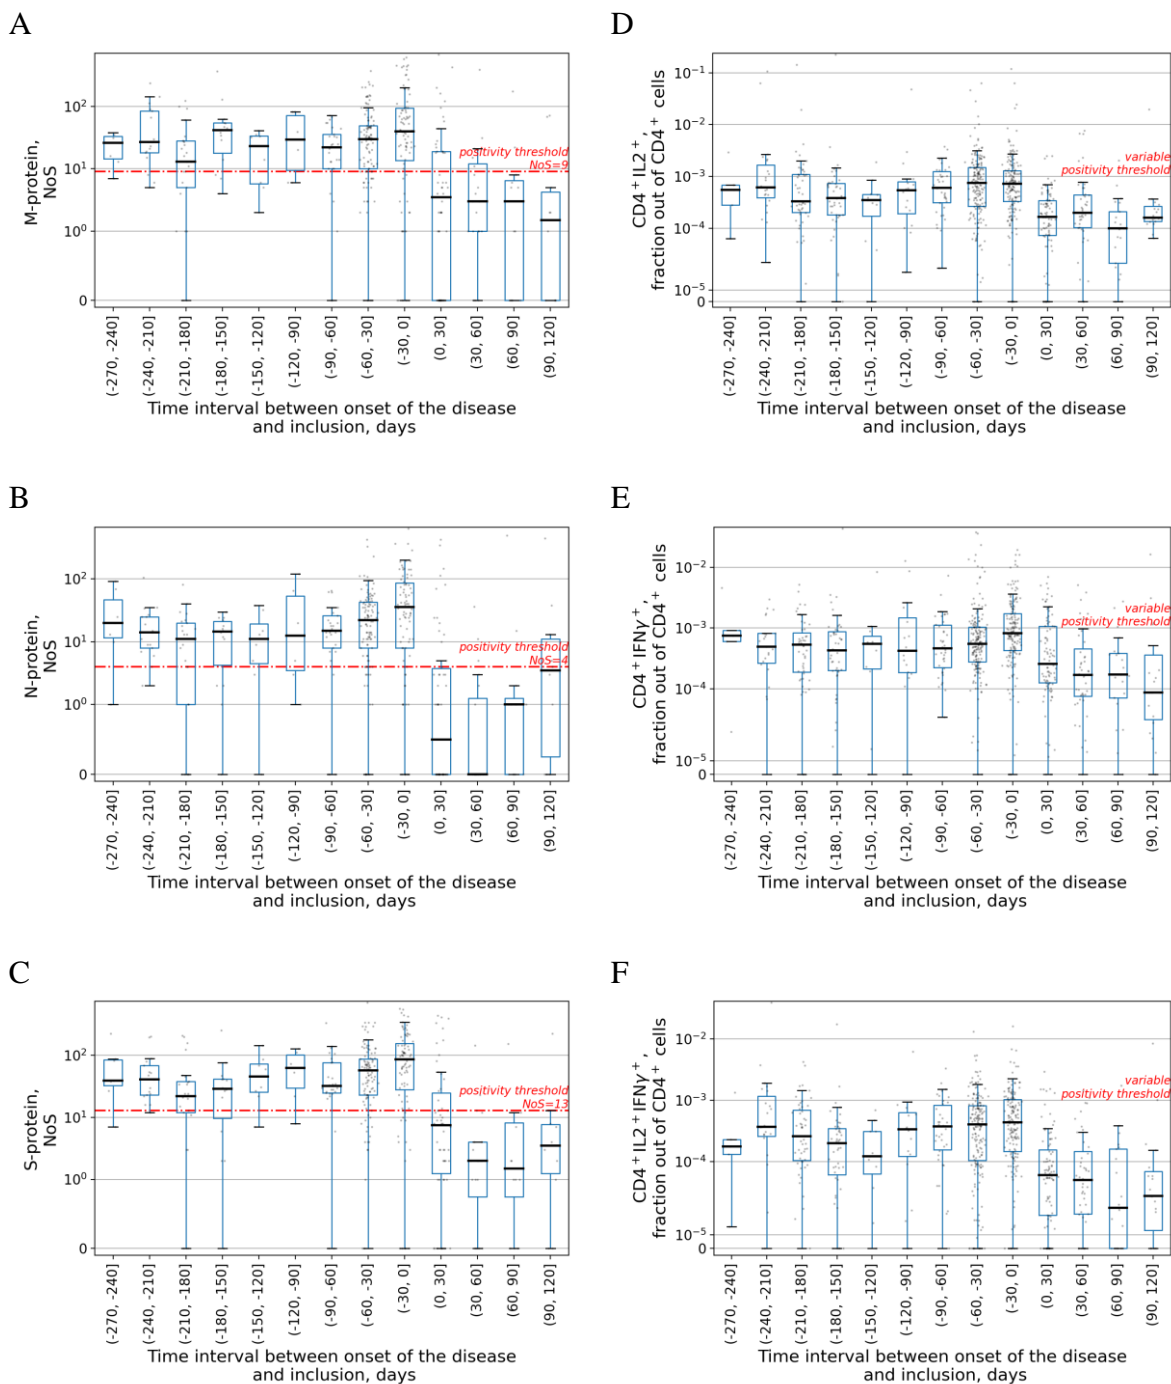 A
M-protein,
NoS
10²
10¹
10⁰
0
positivity threshold
NoS=9
(-270, -240]
(-240, -210]
(-210, -180]
(-180, -150]
(-150, -120]
(-120, -90]
(-90, -60]
(-60, -30]
(-30, 0]
(0, 30]
(30, 60]
(60, 90]
(90, 120]
Time interval between onset of the disease
and inclusion, days
D
CD4⁺IL2⁺,
fraction out of CD4⁺ cells
10⁻¹
10⁻²
10⁻³
10⁻⁴
10⁻⁵
0
variable
positivity threshold
(-270, -240]
(-240, -210]
(-210, -180]
(-180, -150]
(-150, -120]
(-120, -90]
(-90, -60]
(-60, -30]
(-30, 0]
(0, 30]
(30, 60]
(60, 90]
(90, 120]
Time interval between onset of the disease
and inclusion, days
B
N-protein,
NoS
10²
10¹
10⁰
0
positivity threshold
NoS=4
(-270, -240]
(-240, -210]
(-210, -180]
(-180, -150]
(-150, -120]
(-120, -90]
(-90, -60]
(-60, -30]
(-30, 0]
(0, 30]
(30, 60]
(60, 90]
(90, 120]
Time interval between onset of the disease
and inclusion, days
E
CD4⁺IFNγ⁺,
fraction out of CD4⁺ cells
10⁻²
10⁻³
10⁻⁴
10⁻⁵
0
variable
positivity threshold
(-270, -240]
(-240, -210]
(-210, -180]
(-180, -150]
(-150, -120]
(-120, -90]
(-90, -60]
(-60, -30]
(-30, 0]
(0, 30]
(30, 60]
(60, 90]
(90, 120]
Time interval between onset of the disease
and inclusion, days
C
S-protein,
NoS
10²
10¹
10⁰
0
positivity threshold
NoS=13
(-270, -240]
(-240, -210]
(-210, -180]
(-180, -150]
(-150, -120]
(-120, -90]
(-90, -60]
(-60, -30]
(-30, 0]
(0, 30]
(30, 60]
(60, 90]
(90, 120]
Time interval between onset of the disease
and inclusion, days
F
CD4⁺IL2⁺IFNγ⁺,
fraction out of CD4⁺ cells
10⁻²
10⁻³
10⁻⁴
10⁻⁵
0
variable
positivity threshold
(-270, -240]
(-240, -210]
(-210, -180]
(-180, -150]
(-150, -120]
(-120, -90]
(-90, -60]
(-60, -30]
(-30, 0]
(0, 30]
(30, 60]
(60, 90]
(90, 120]
Time interval between onset of the disease
and inclusion, days